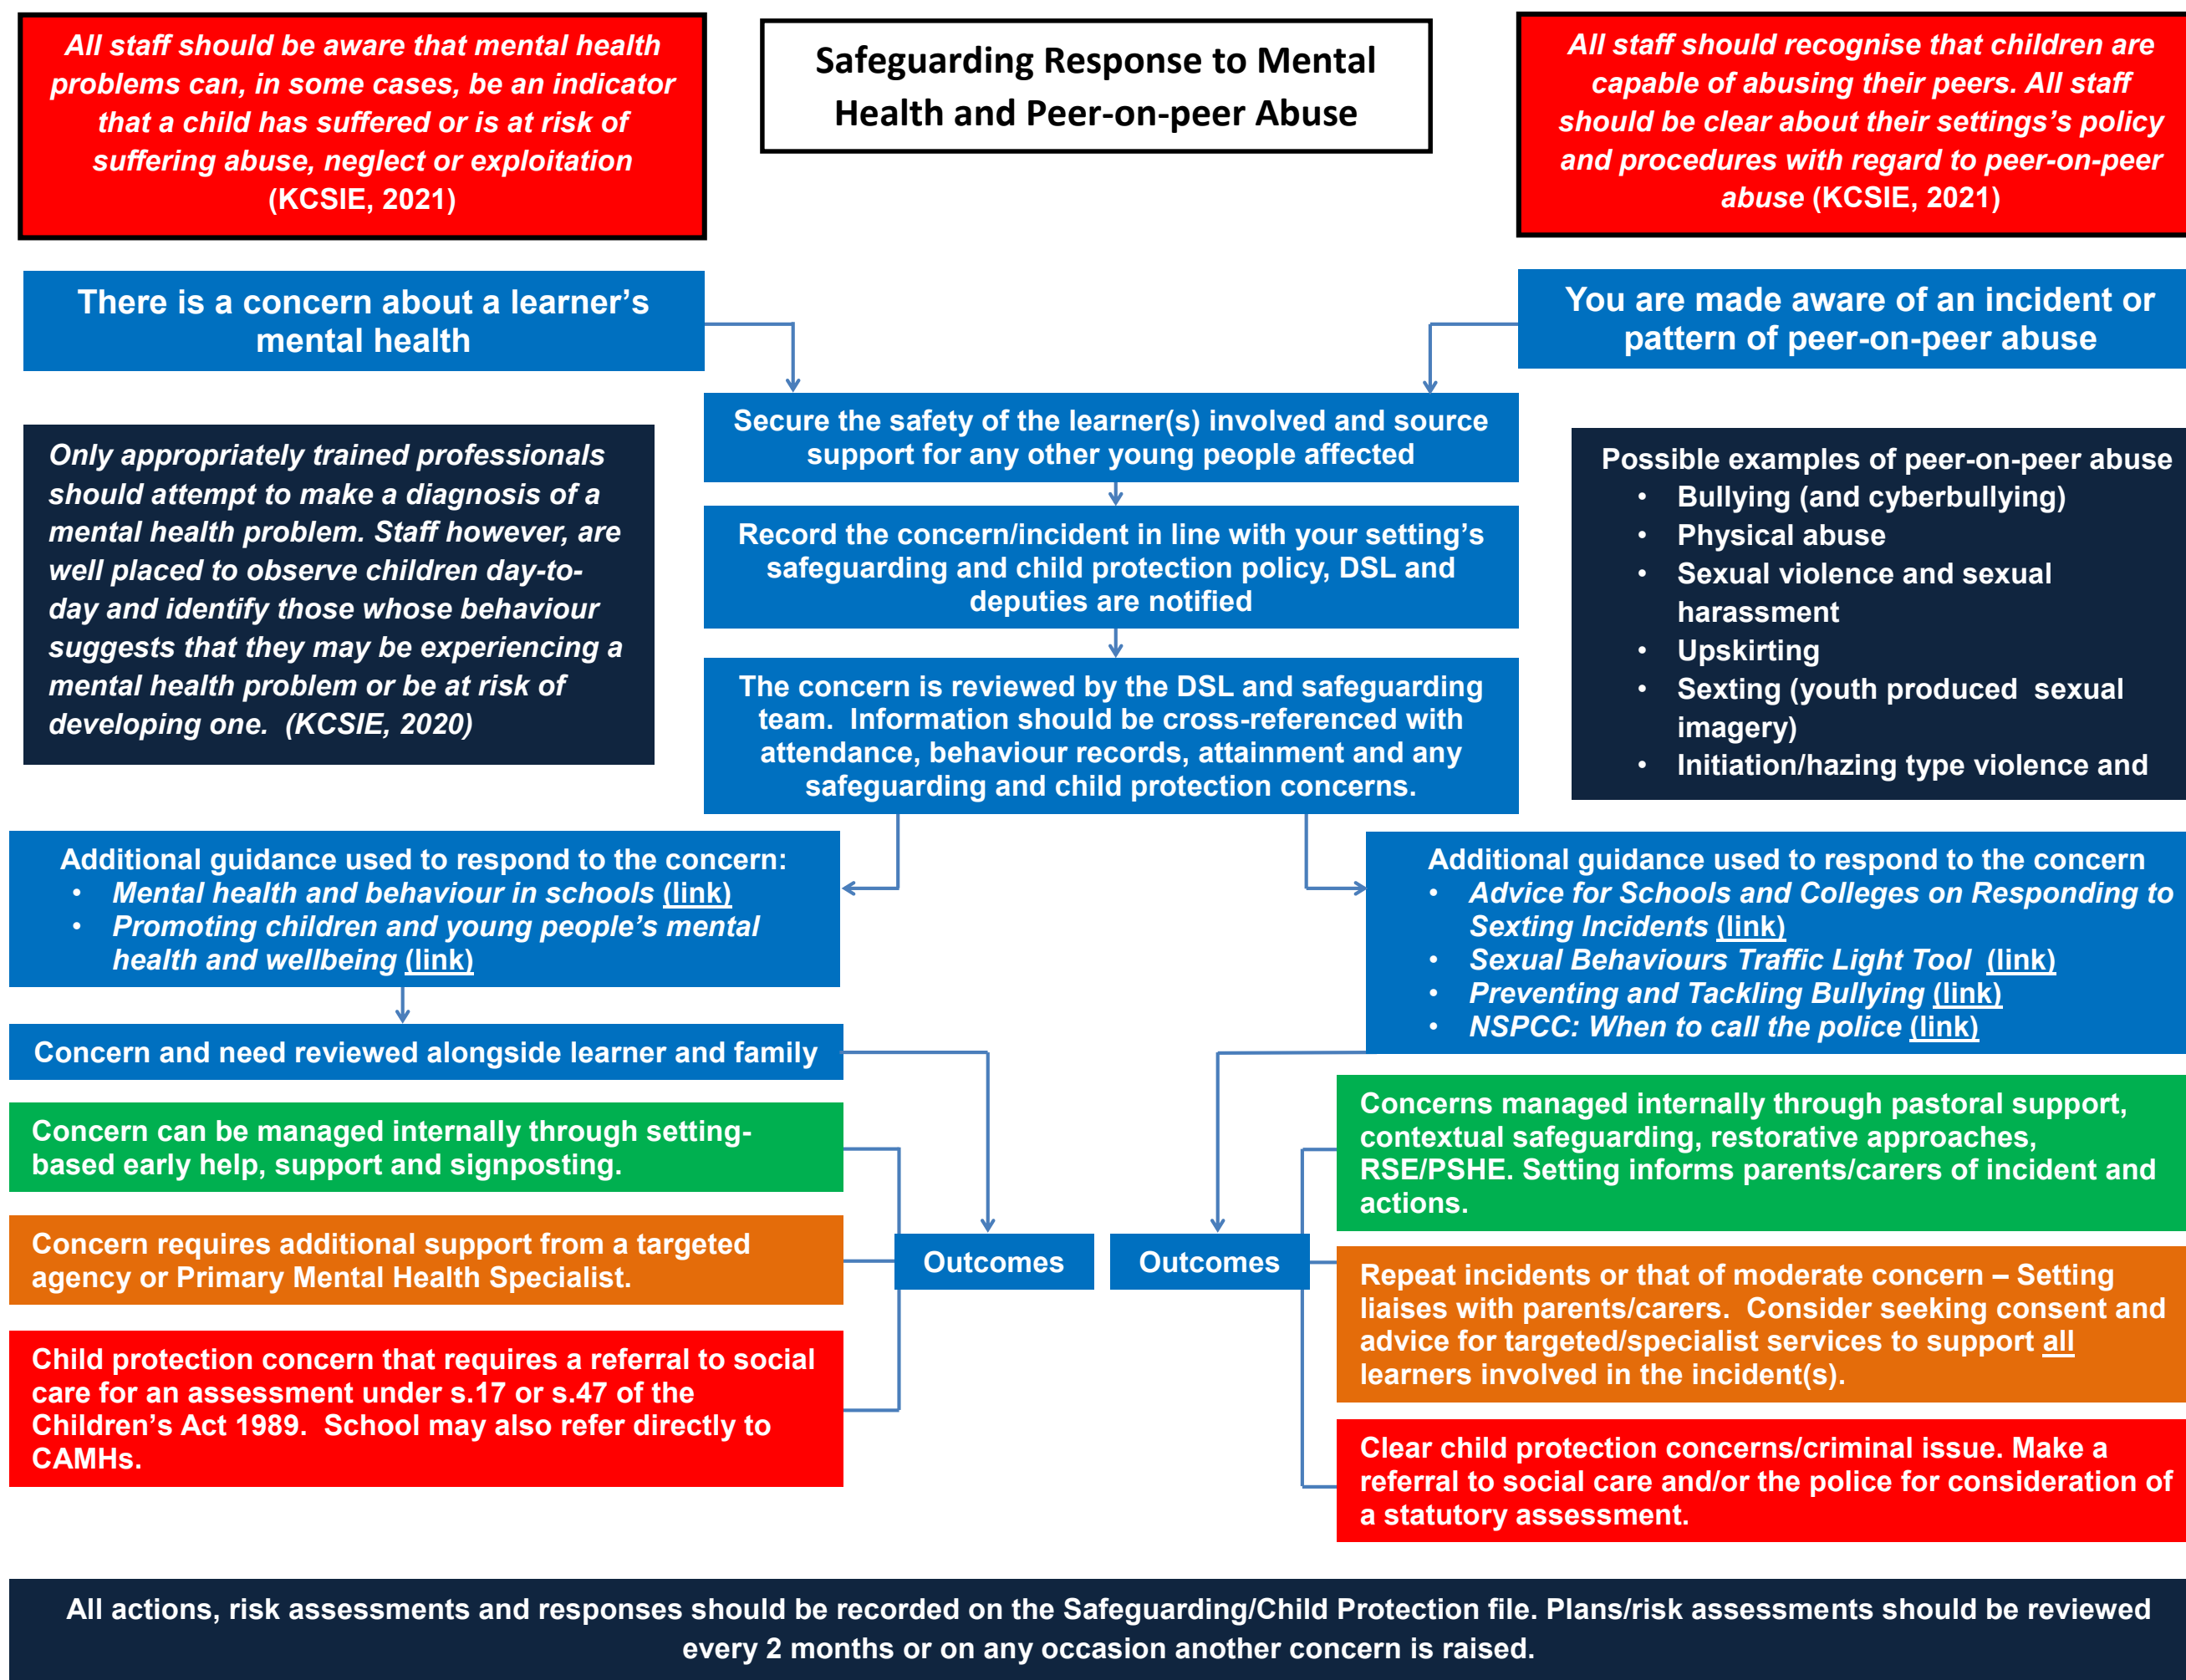 All staff should be aware that mental health
problems can, in some cases, be an indicator
that a child has suffered or is at risk of
suffering abuse, neglect or exploitation
(KCSIE, 2021)
Safeguarding Response to Mental
Health and Peer-on-peer Abuse
All staff should recognise that children are
capable of abusing their peers. All staff
should be clear about their settings's policy
and procedures with regard to peer-on-peer
abuse (KCSIE, 2021)
There is a concern about a learner’s
mental health
You are made aware of an incident or
pattern of peer-on-peer abuse
Secure the safety of the learner(s) involved and source
support for any other young people affected
Only appropriately trained professionals
should attempt to make a diagnosis of a
mental health problem. Staff however, are
well placed to observe children day-to-
day and identify those whose behaviour
suggests that they may be experiencing a
mental health problem or be at risk of
developing one.  (KCSIE, 2020)
Record the concern/incident in line with your setting’s
safeguarding and child protection policy, DSL and
deputies are notified
The concern is reviewed by the DSL and safeguarding
team.  Information should be cross-referenced with
attendance, behaviour records, attainment and any
safeguarding and child protection concerns.
Possible examples of peer-on-peer abuse
• Bullying (and cyberbullying)
• Physical abuse
• Sexual violence and sexual
harassment
• Upskirting
• Sexting (youth produced  sexual
imagery)
• Initiation/hazing type violence and
Additional guidance used to respond to the concern:
• Mental health and behaviour in schools (link)
• Promoting children and young people’s mental
health and wellbeing (link)
Additional guidance used to respond to the concern
• Advice for Schools and Colleges on Responding to
Sexting Incidents (link)
• Sexual Behaviours Traffic Light Tool  (link)
• Preventing and Tackling Bullying (link)
• NSPCC: When to call the police (link)
Concern and need reviewed alongside learner and family
Concern can be managed internally through setting-
based early help, support and signposting.
Concern requires additional support from a targeted
agency or Primary Mental Health Specialist.
Child protection concern that requires a referral to social
care for an assessment under s.17 or s.47 of the
Children’s Act 1989.  School may also refer directly to
CAMHs.
Outcomes
Outcomes
Concerns managed internally through pastoral support,
contextual safeguarding, restorative approaches,
RSE/PSHE. Setting informs parents/carers of incident and
actions.
Repeat incidents or that of moderate concern – Setting
liaises with parents/carers.  Consider seeking consent and
advice for targeted/specialist services to support all
learners involved in the incident(s).
Clear child protection concerns/criminal issue. Make a
referral to social care and/or the police for consideration of
a statutory assessment.
All actions, risk assessments and responses should be recorded on the Safeguarding/Child Protection file. Plans/risk assessments should be reviewed
every 2 months or on any occasion another concern is raised.